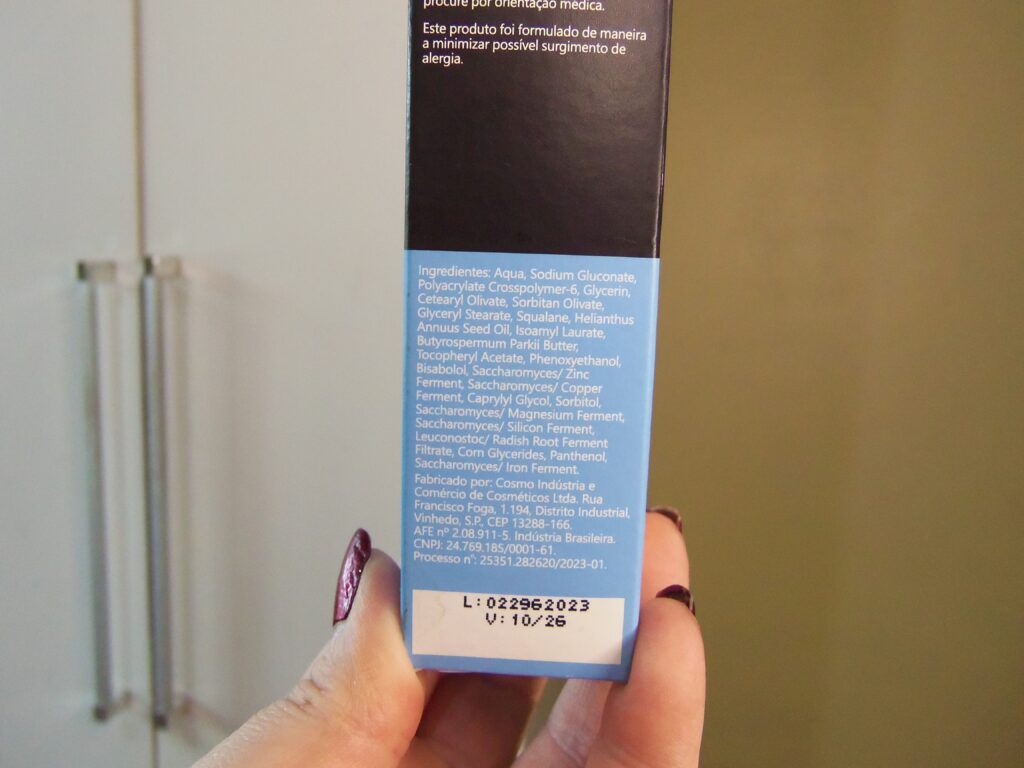 procure por orientação médica.
Este produto foi formulado de maneira
a minimizar possível surgimento de
alergia.
Ingredientes: Aqua, Sodium Gluconate,
Polyacrylate Crosspolymer-6, Glycerin,
Cetearyl Olivate, Sorbitan Olivate,
Glyceryl Stearate, Squalane, Helianthus
Annuus Seed Oil, Isoamyl Laurate,
Butyrospermum Parkii Butter,
Tocopheryl Acetate, Phenoxyethanol,
Bisabolol, Saccharomyces/ Zinc
Ferment, Saccharomyces/ Copper
Ferment, Caprylyl Glycol, Sorbitol,
Saccharomyces/ Magnesium Ferment,
Saccharomyces/ Silicon Ferment,
Leuconostoc/ Radish Root Ferment
Filtrate, Corn Glycerides, Panthenol,
Saccharomyces/ Iron Ferment.
Fabricado por: Cosmo Indústria e
Comércio de Cosméticos Ltda. Rua
Francisco Foga, 1.194, Distrito Industrial,
Vinhedo, S.P., CEP 13288-166.
AFE nº 2.08.911-5. Indústria Brasileira.
CNPJ: 24.769.185/0001-61.
Processo n°: 25351.282620/2023-01.
L:022962023
V:10/26